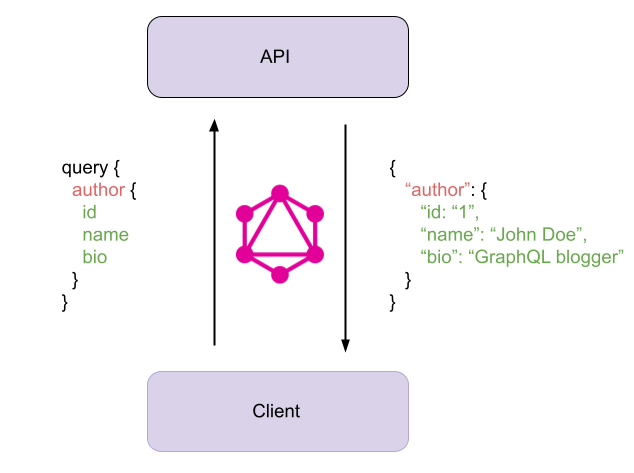 API
query {
author {
id
name
bio
}
}
{
“author”: {
“id: “1”,
“name”: “John Doe”,
“bio”: “GraphQL blogger”
}
}
Client